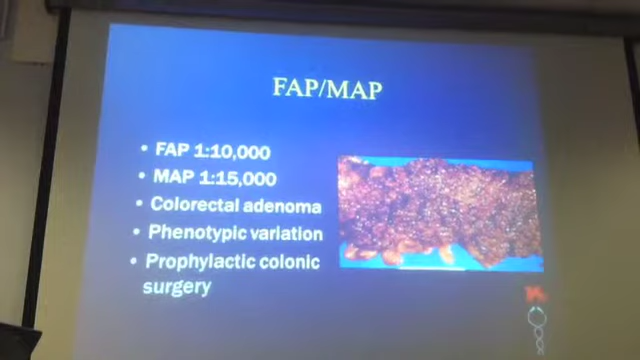 FAP/MAP
• FAP 1:10,000
• MAP 1:15,000
• Colorectal adenoma
• Phenotypic variation
• Prophylactic colonic
surgery